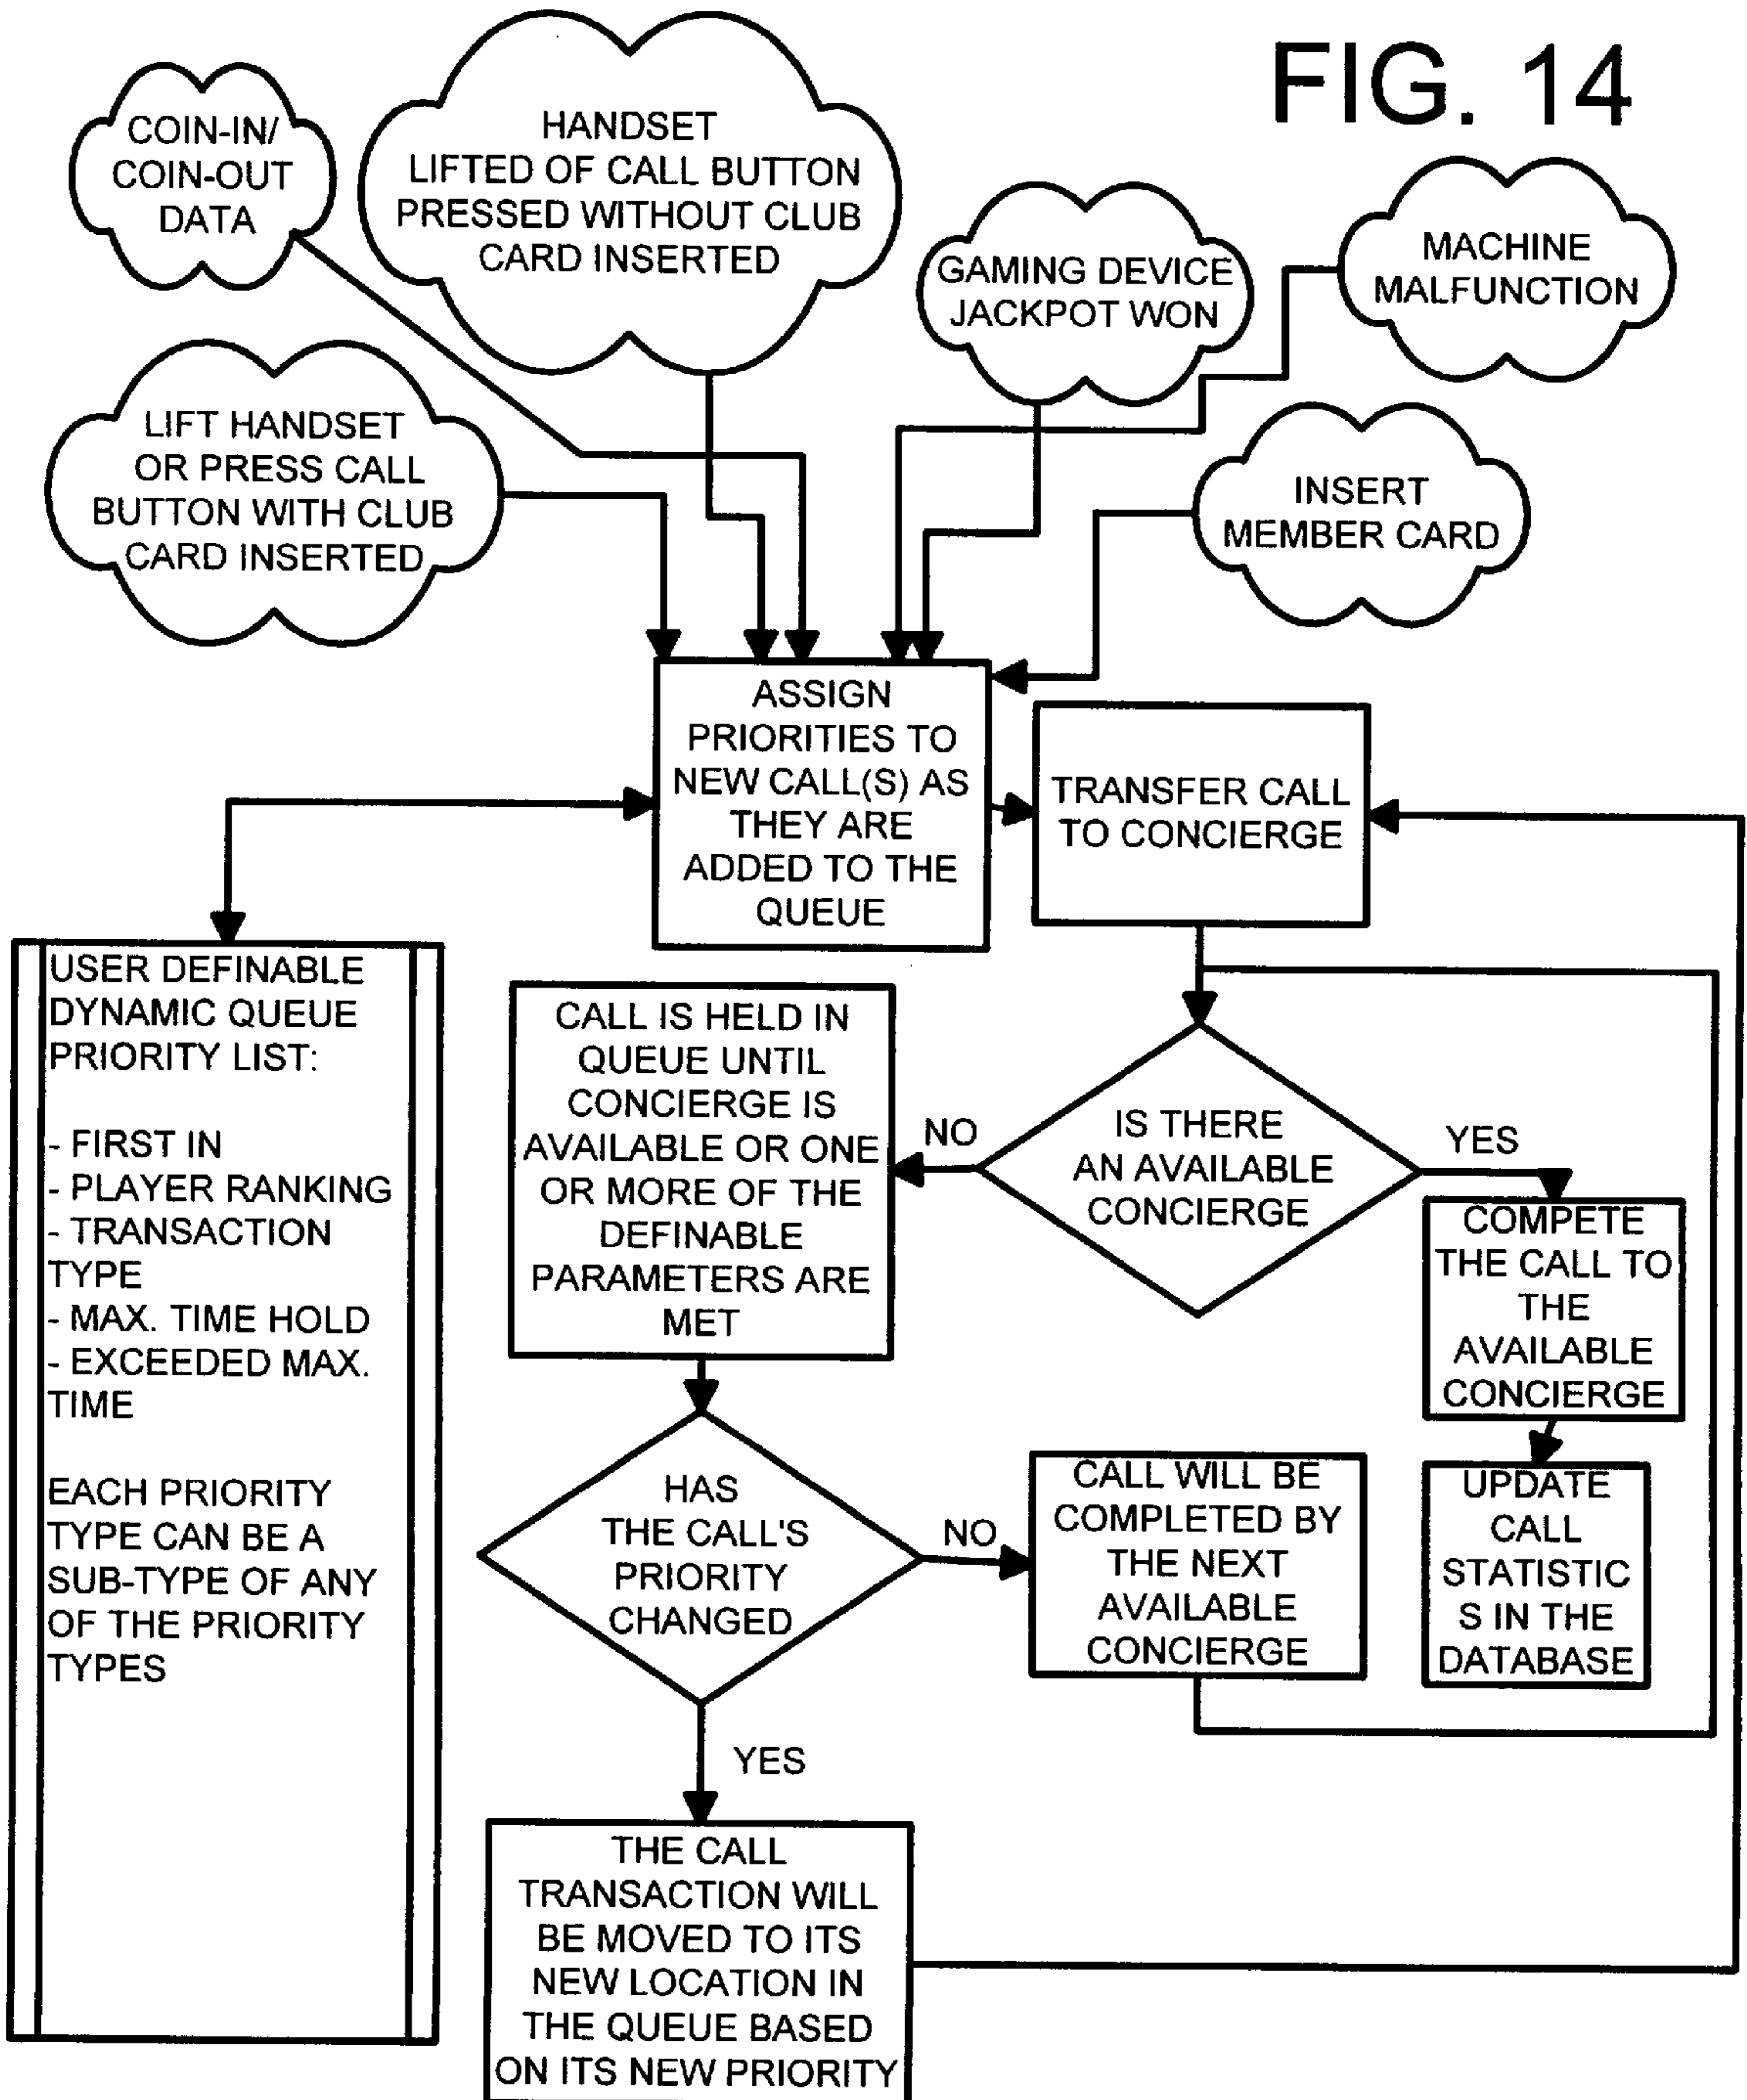 FIG. 14
COIN-IN/
COIN-OUT
DATA
HANDSET
LIFTED OF CALL BUTTON
PRESSED WITHOUT CLUB
CARD INSERTED
GAMING DEVICE
JACKPOT WON
MACHINE
MALFUNCTION
LIFT HANDSET
OR PRESS CALL
BUTTON WITH CLUB
CARD INSERTED
INSERT
MEMBER CARD
ASSIGN
PRIORITIES TO
NEW CALL(S) AS
THEY ARE
ADDED TO THE
QUEUE
TRANSFER CALL
TO CONCIERGE
USER DEFINABLE
DYNAMIC QUEUE
PRIORITY LIST:
- FIRST IN
- PLAYER RANKING
- TRANSACTION
TYPE
- MAX. TIME HOLD
- EXCEEDED MAX.
TIME
EACH PRIORITY
TYPE CAN BE A
SUB-TYPE OF ANY
OF THE PRIORITY
TYPES
CALL IS HELD IN
QUEUE UNTIL
CONCIERGE IS
AVAILABLE OR ONE
OR MORE OF THE
DEFINABLE
PARAMETERS ARE
MET
NO
IS THERE
AN AVAILABLE
CONCIERGE
YES
COMPETE
THE CALL TO
THE
AVAILABLE
CONCIERGE
HAS
THE CALL'S
PRIORITY
CHANGED
NO
CALL WILL BE
COMPLETED BY
THE NEXT
AVAILABLE
CONCIERGE
UPDATE
CALL
STATISTIC
S IN THE
DATABASE
YES
THE CALL
TRANSACTION WILL
BE MOVED TO ITS
NEW LOCATION IN
THE QUEUE BASED
ON ITS NEW PRIORITY